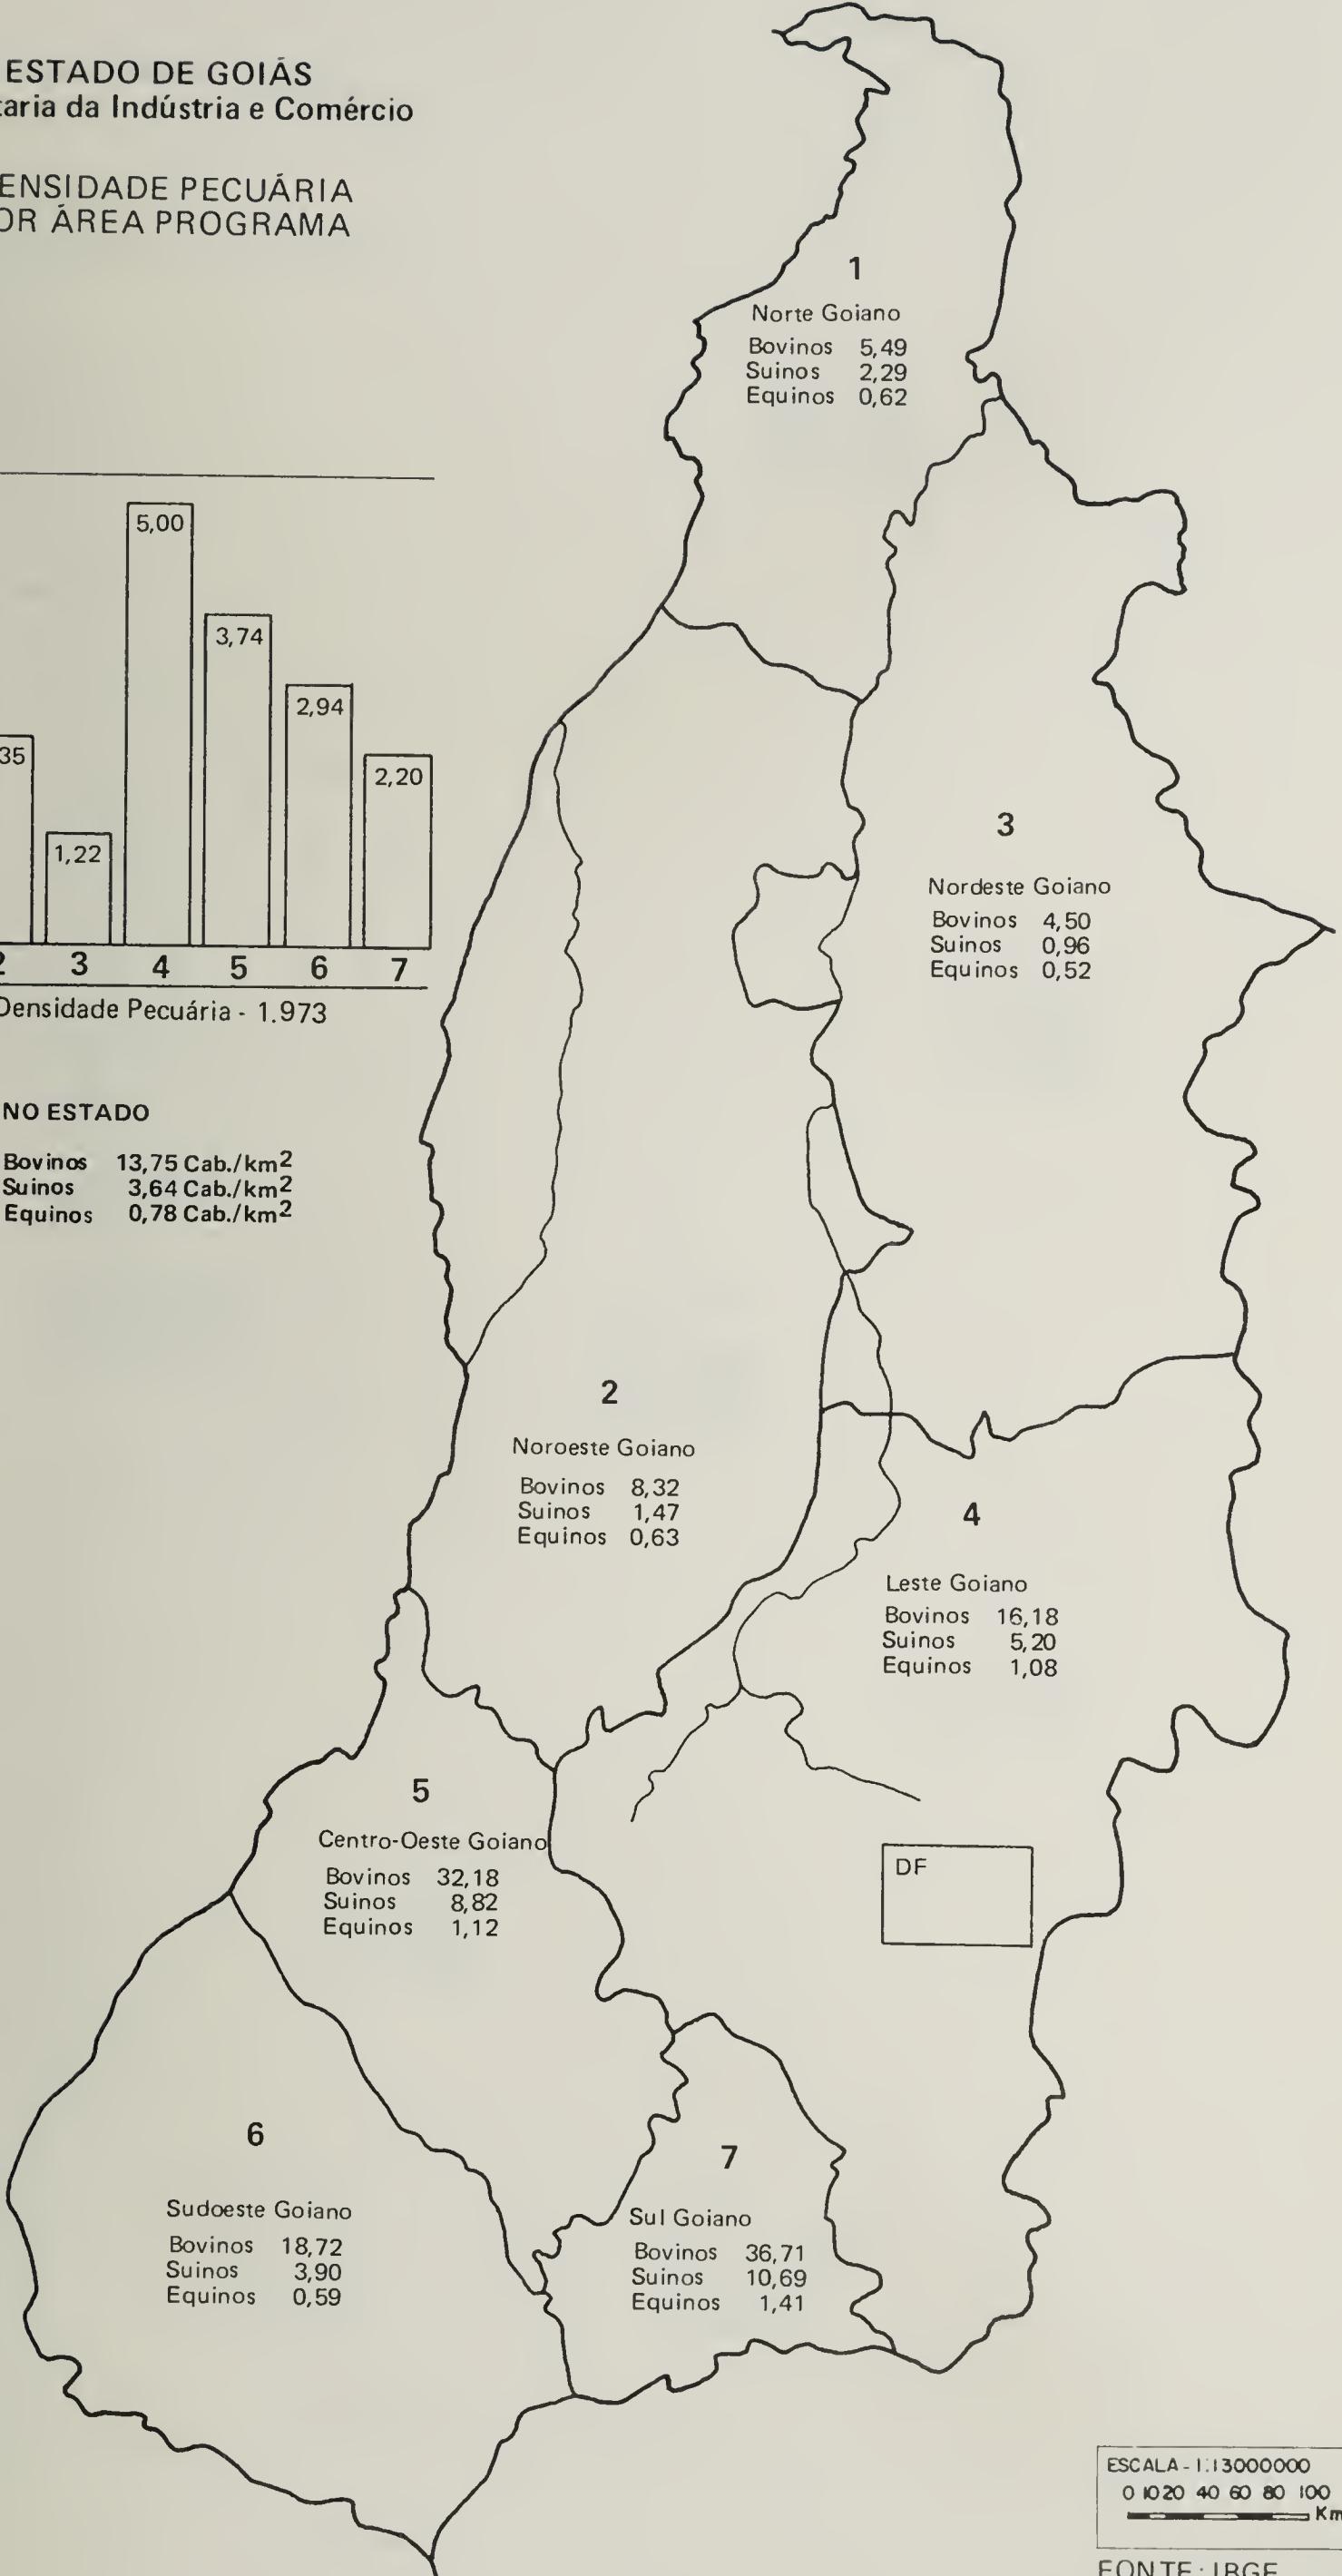 ESTADO DE GOIÁS
taria da Indústria e Comércio
ENSIDADE PECUÁRIA
OR ÁREA PROGRAMA
1
Norte Goiano
Bovinos 5,49
Suinos 2,29
Equinos 0,62
35
1,22
5,00
3,74
2,94
2,20
2 3 4 5 6 7
Densidade Pecuária - 1.973
NO ESTADO
Bovinos 13,75 Cab./km2
Suinos 3,64 Cab./km2
Equinos 0,78 Cab./km2
3
Nordeste Goiano
Bovinos 4,50
Suinos 0,96
Equinos 0,52
2
Noroeste Goiano
Bovinos 8,32
Suinos 1,47
Equinos 0,63
4
Leste Goiano
Bovinos 16,18
Suinos 5,20
Equinos 1,08
5
Centro-Oeste Goiano
Bovinos 32,18
Suinos 8,82
Equinos 1,12
DF
6
Sudoeste Goiano
Bovinos 18,72
Suinos 3,90
Equinos 0,59
7
Sul Goiano
Bovinos 36,71
Suinos 10,69
Equinos 1,41
ESCALA - 1:13000000
0 10 20 40 60 80 100
Km
FONTE: IBGE